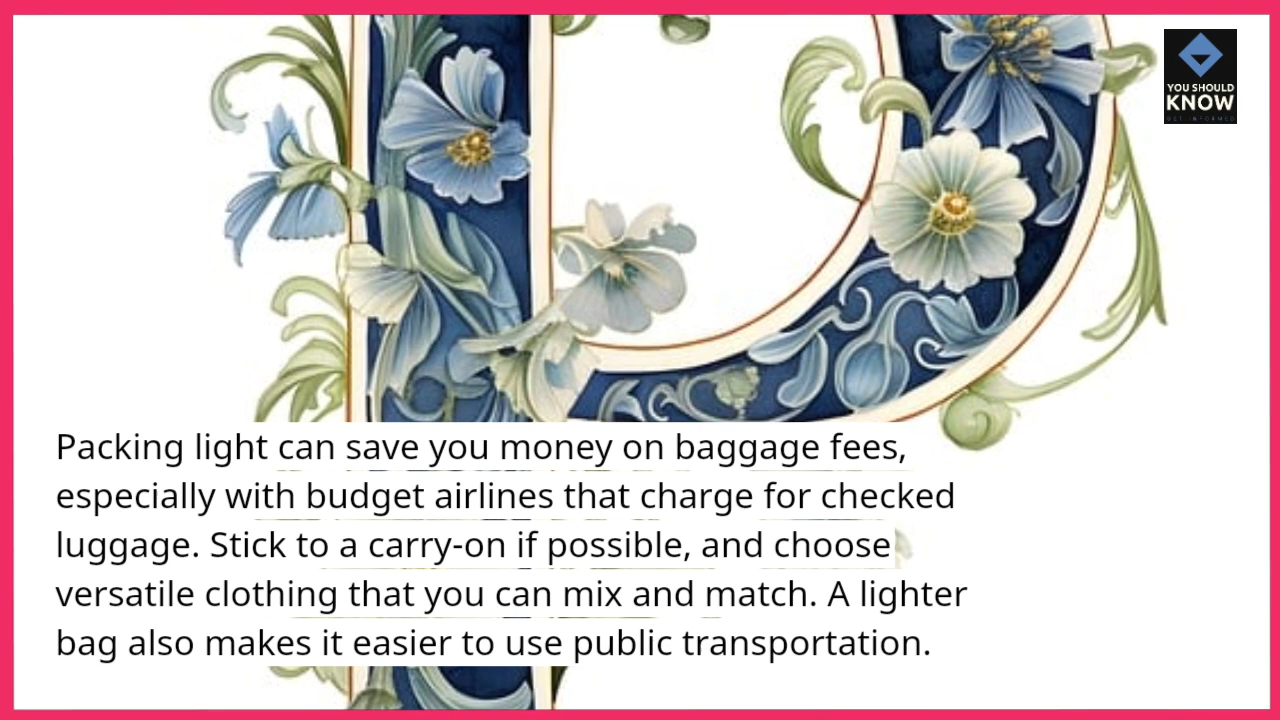 YOU SHOULD
KNOW
GET INFORMED
Packing light can save you money on baggage fees,
especially with budget airlines that charge for checked
luggage. Stick to a carry-on if possible, and choose
versatile clothing that you can mix and match. A lighter
bag also makes it easier to use public transportation.